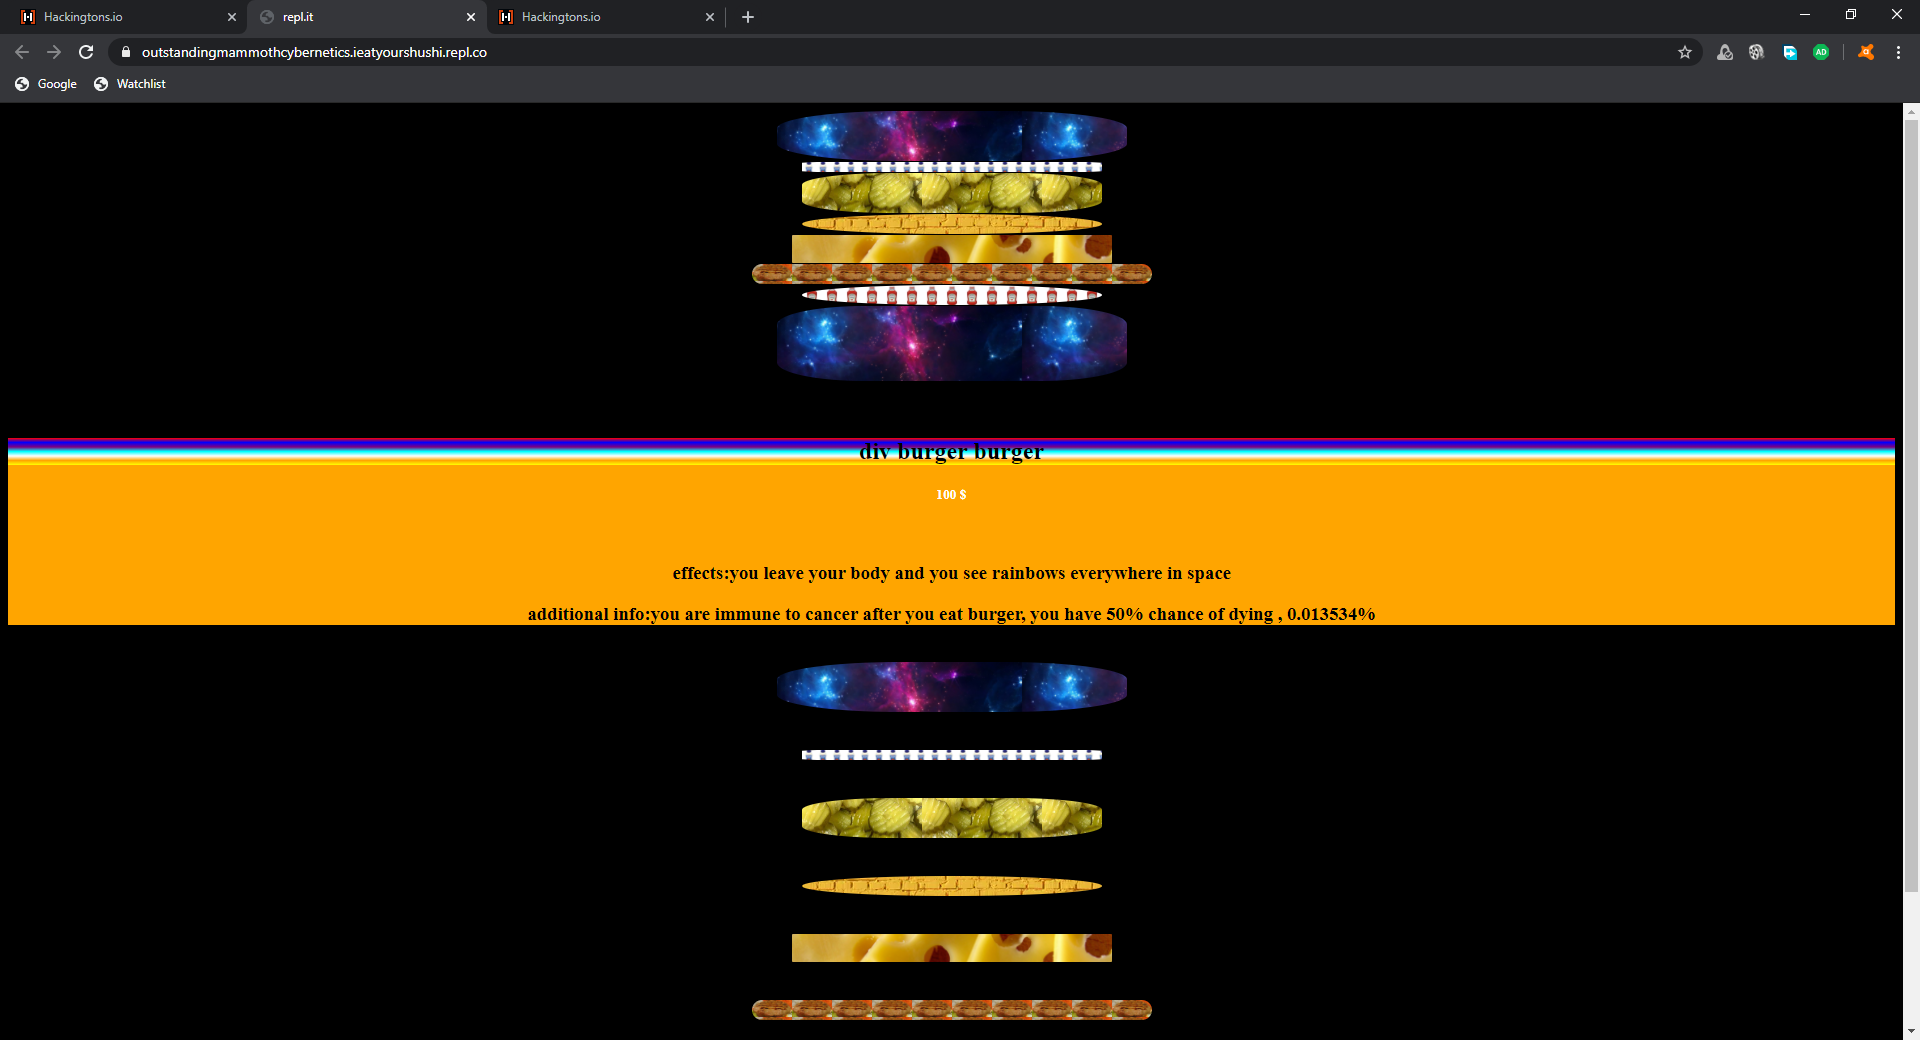 Hackingtons.io
repl.it
Hackingtons.io
outstandingmammothcybernetics.ieatyourshushi.repl.co
AD
Google
Watchlist
div burger burger
100 $
effects:you leave your body and you see rainbows everywhere in space
additional info:you are immune to cancer after you eat burger, you have 50% chance of dying , 0.013534%